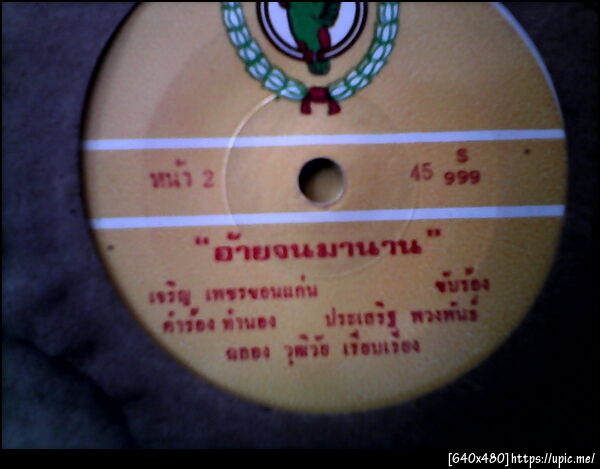 หน้า 2
45 S 999
"อ้ายจนมานาน"
เจริญ เพชรขอนแก่น ขับร้อง
คำร้อง ทำนอง ประเสริฐ พวงพันธ์
ฉลอง วุฒิวัย เรียบเรียง
[640x480]https://upic.me/